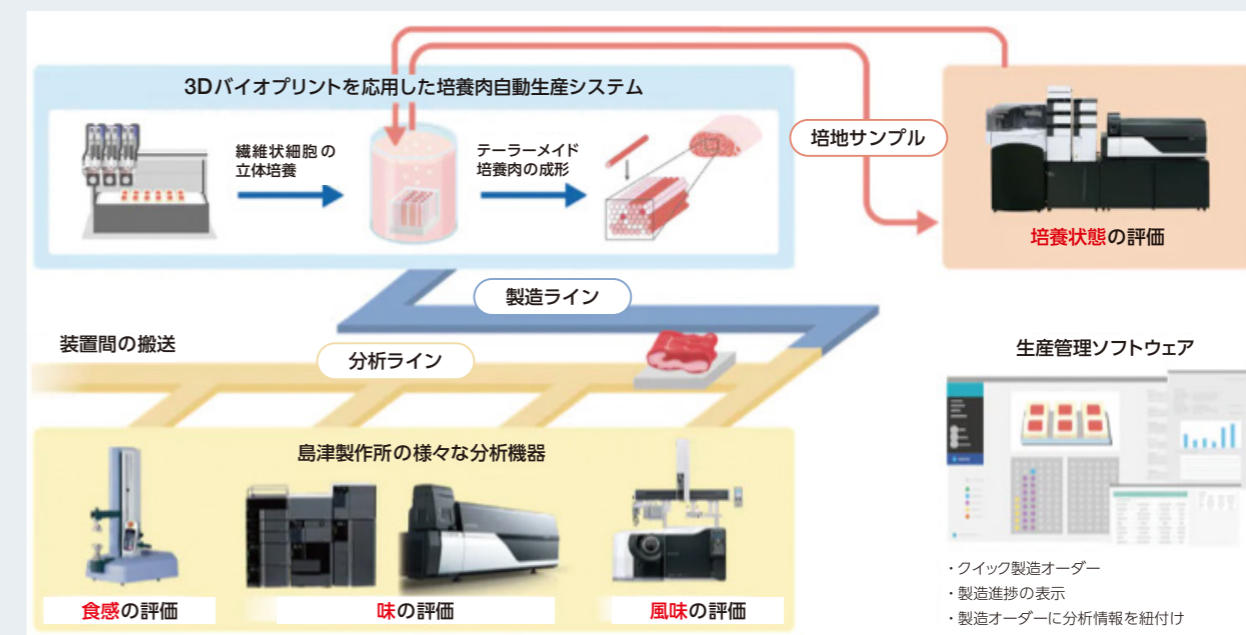 3Dバイオプリントを応用した培養肉自動生産システム
繊維状細胞の
立体培養
テーラーメイド
培養肉の成形
培地サンプル
培養状態の評価
製造ライン
装置間の搬送
分析ライン
島津製作所の様々な分析機器
食感の評価
味の評価
風味の評価
生産管理ソフトウェア
・クイック製造オーダー
・製造進捗の表示
・製造オーダーに分析情報を紐付け